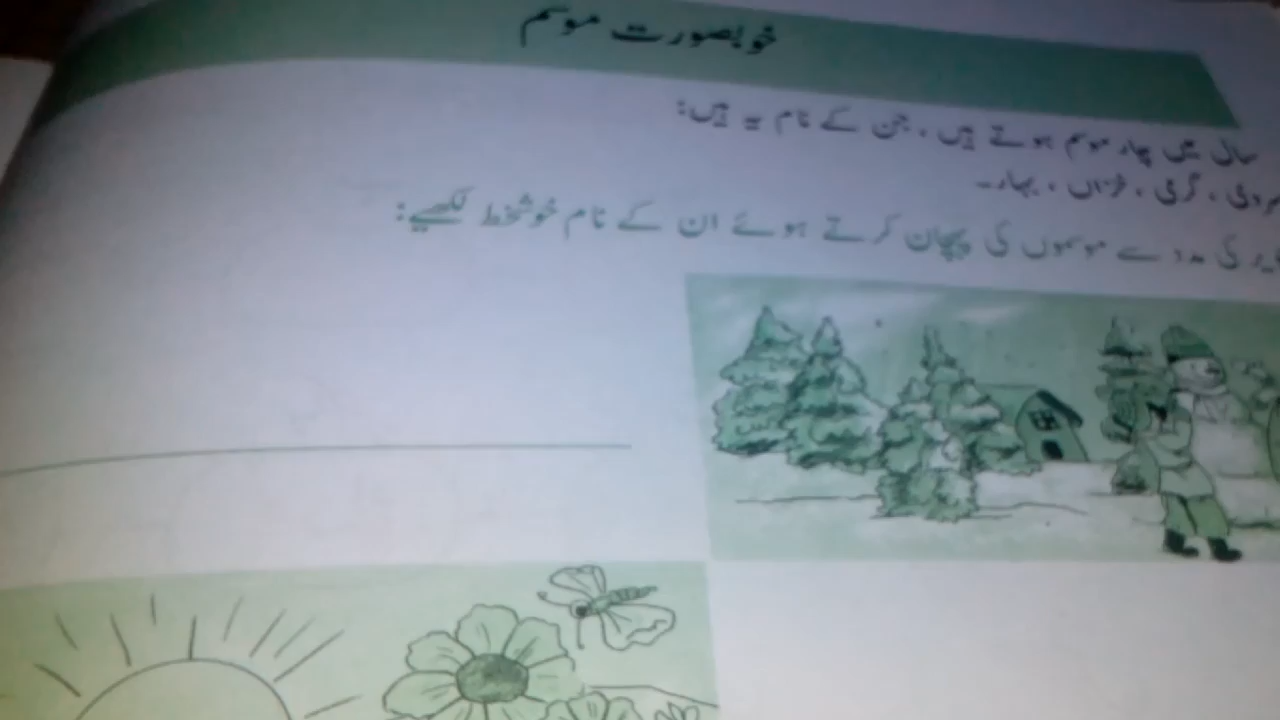 خوبصورت موسم
سال میں چار موسم ہوتے ہیں، جن کے نام یہ ہیں:
سردی، گرمی، خزاں، بہار۔
کی مدد سے موسموں کی پہچان کرتے ہوئے ان کے نام خوشخط لکھیے: